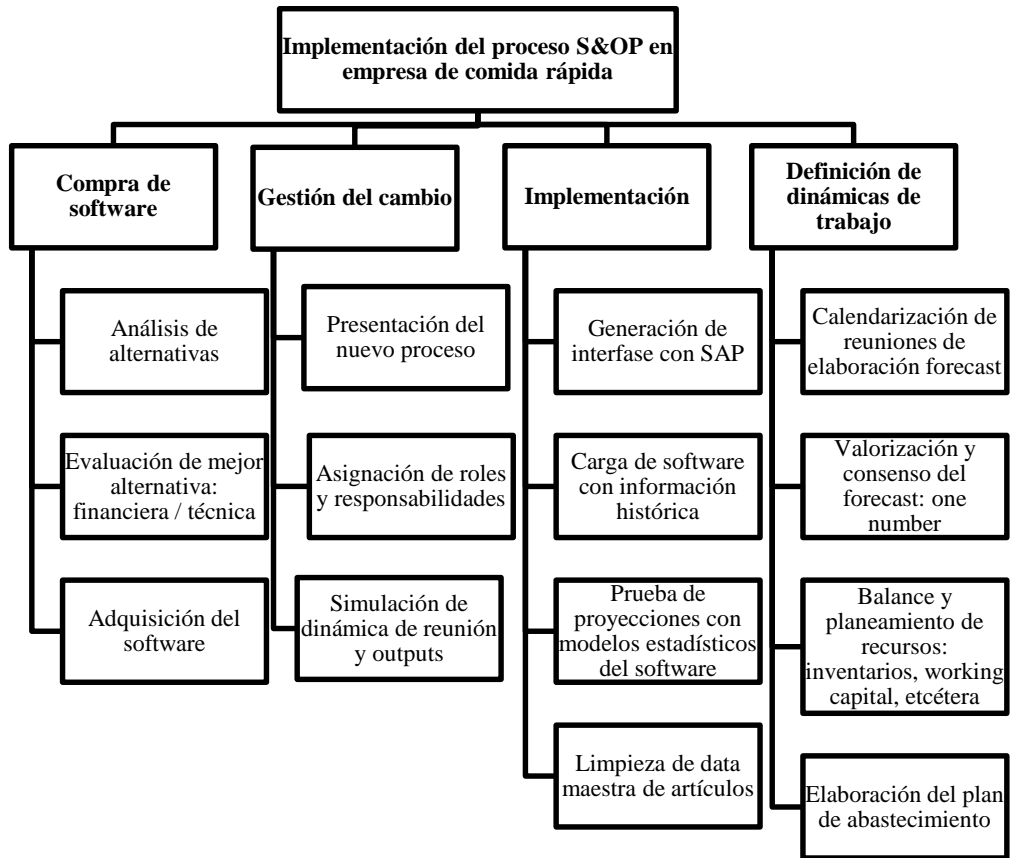 Implementación del proceso S&OP en
empresa de comida rápida
Compra de
software
Gestión del cambio
Implementación
Definición de
dinámicas de
trabajo
Análisis de
alternativas
Evaluación de mejor
alternativa:
financiera / técnica
Adquisición del
software
Presentación del
nuevo proceso
Asignación de roles
y responsabilidades
Simulación de
dinámica de reunión
y outputs
Generación de
interfase con SAP
Carga de software
con información
histórica
Prueba de
proyecciones con
modelos estadísticos
del software
Limpieza de data
maestra de artículos
Calendarización de
reuniones de
elaboración forecast
Valorización y
consenso del
forecast: one
number
Balance y
planeamiento de
recursos:
inventarios, working
capital, etcétera
Elaboración del plan
de abastecimiento